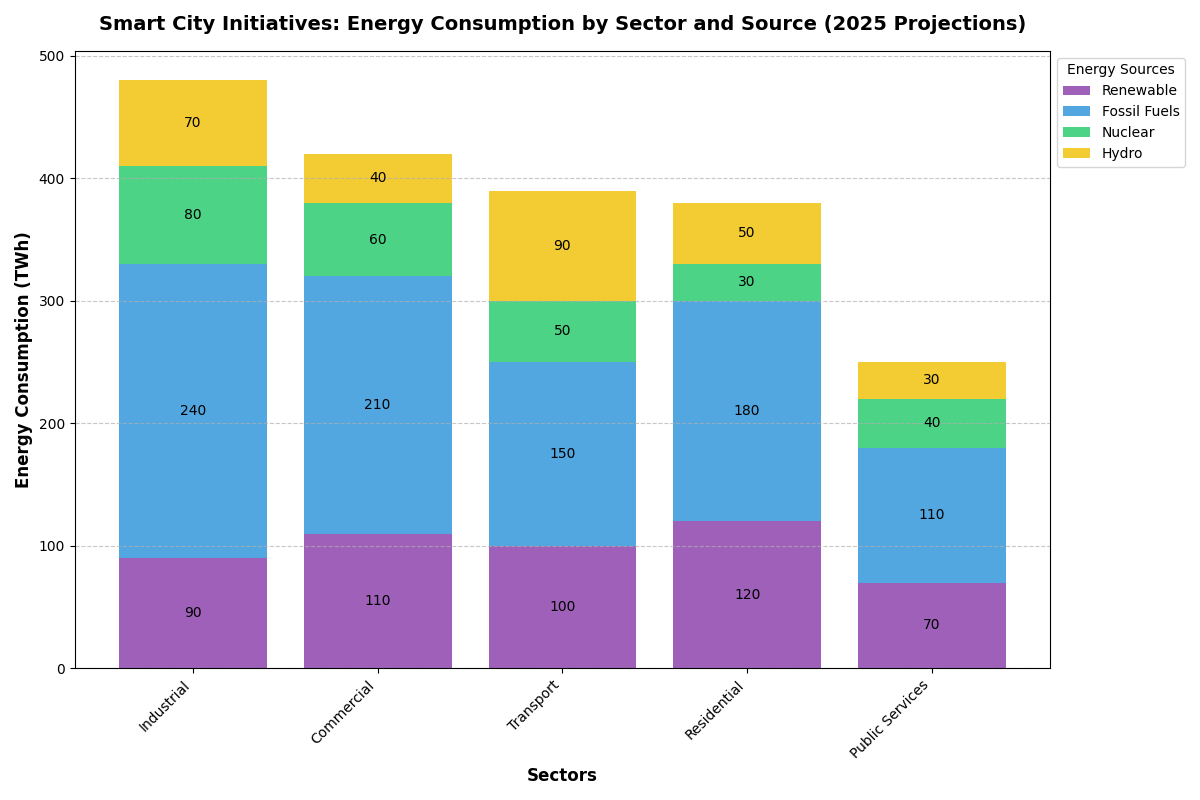 Smart City Initiatives: Energy Consumption by Sector and Source (2025 Projections)
Energy Consumption (TWh)
500
400
300
200
100
0
70
80
240
90
40
60
210
110
90
50
150
100
50
30
180
120
30
40
110
70
Industrial
Commercial
Transport
Residential
Public Services
Sectors
Energy Sources
Renewable
Fossil Fuels
Nuclear
Hydro